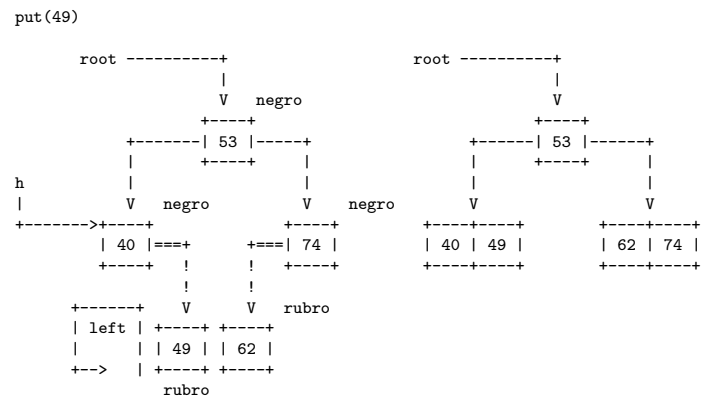 put(49)
root ----------+ root ----------+
| |
V negro V
+----+ +----+
+-------| 53 |-----+ +------| 53 |------+
| +----+ | | +----+ |
h | | | |
| V negro V negro V V
+------->+----+ +----+ +----+----+ +----+----+
| 40 |===+ +===| 74 | | 40 | 49 | | 62 | 74 |
+----+ ! ! +----+ +----+----+ +----+----+
! !
+------+ V V rubro
| left | +----+ +----+
| | | 49 | | 62 |
+--> | +----+ +----+
rubro